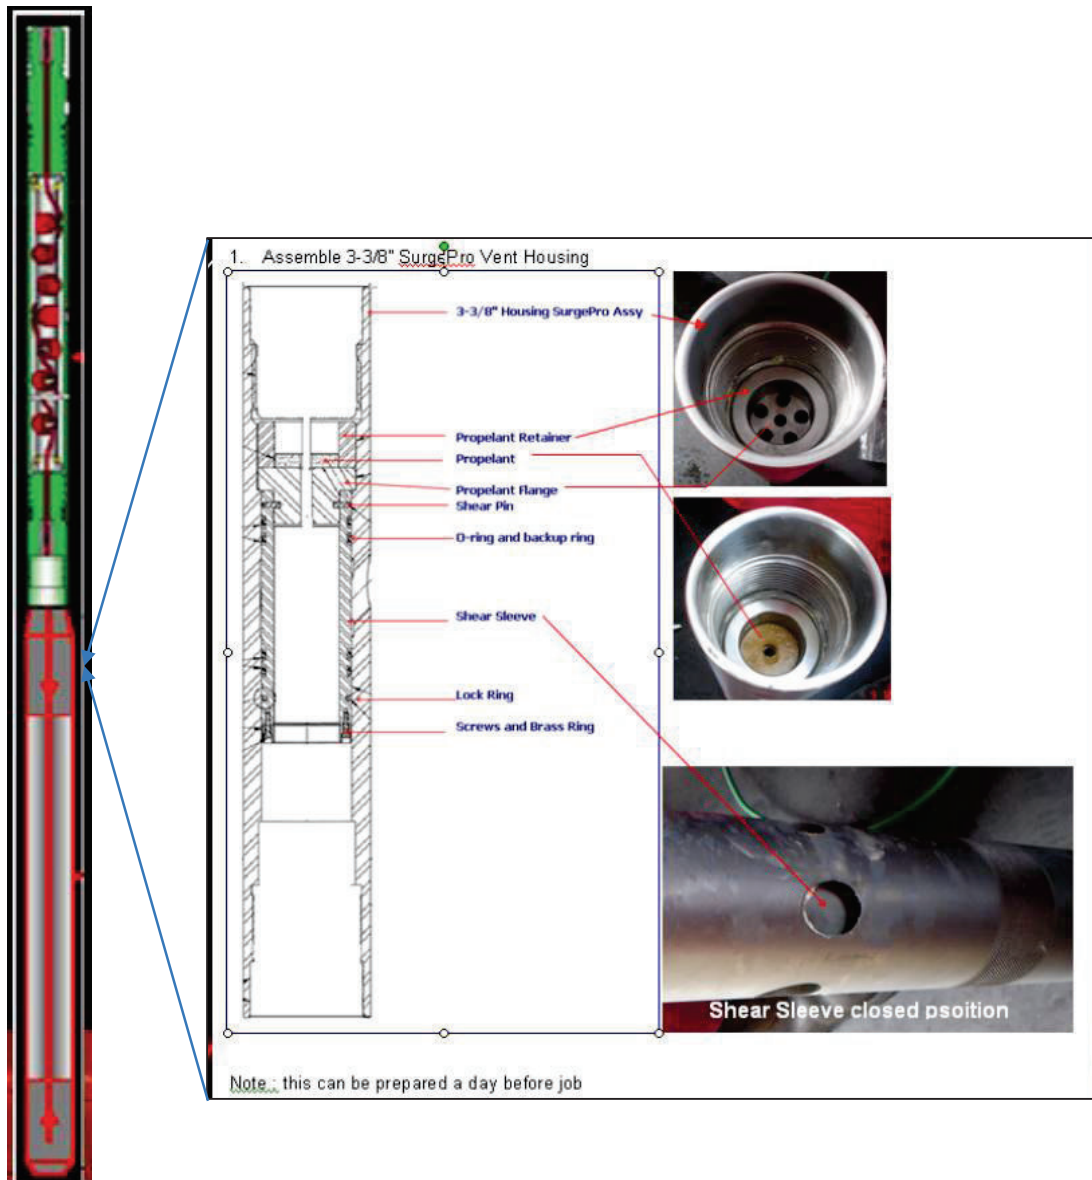 1. Assemble 3-3/8" SurgePro Vent Housing
3-3/8" Housing SurgePro Assy
Propelant Retainer
Propelant
Propelant Flange
Shear Pin
O-ring and backup ring
Shear Sleeve
Lock Ring
Screws and Brass Ring
Shear Sleeve closed psoition
Note : this can be prepared a day before job